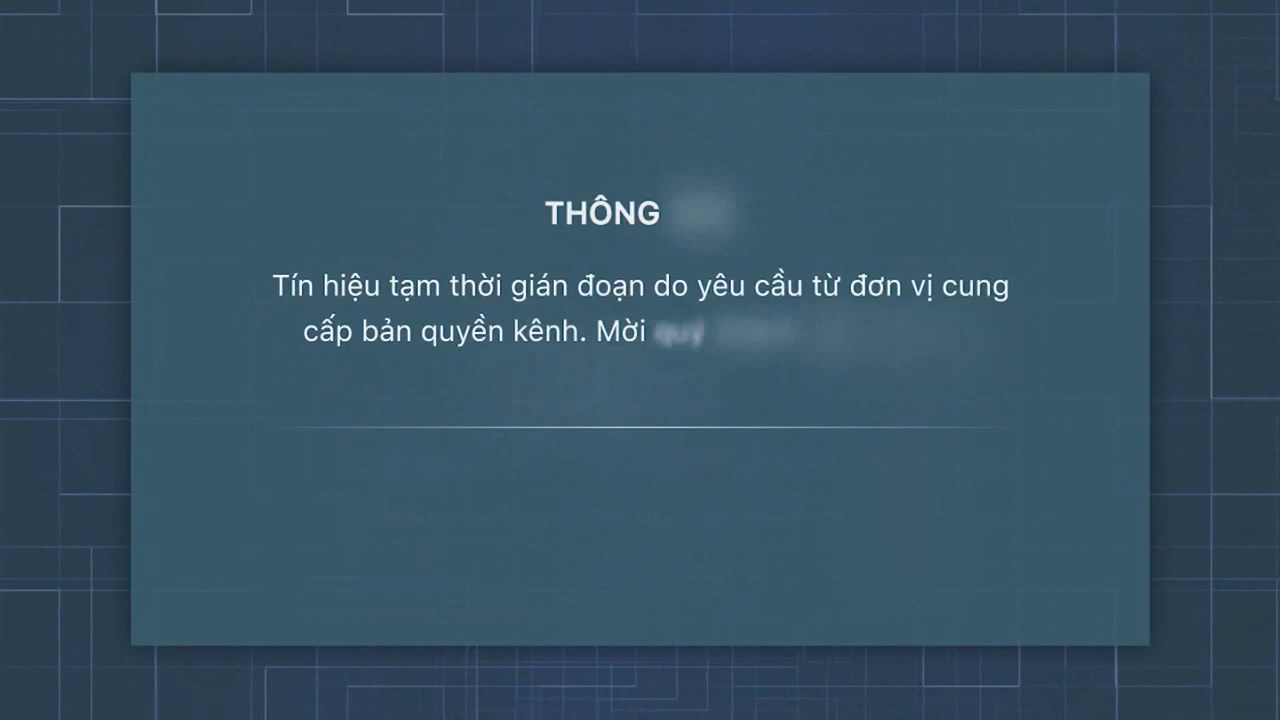 THÔNG
Tín hiệu tạm thời gián đoạn do yêu cầu từ đơn vị cung
cấp bản quyền kênh. Mời quý